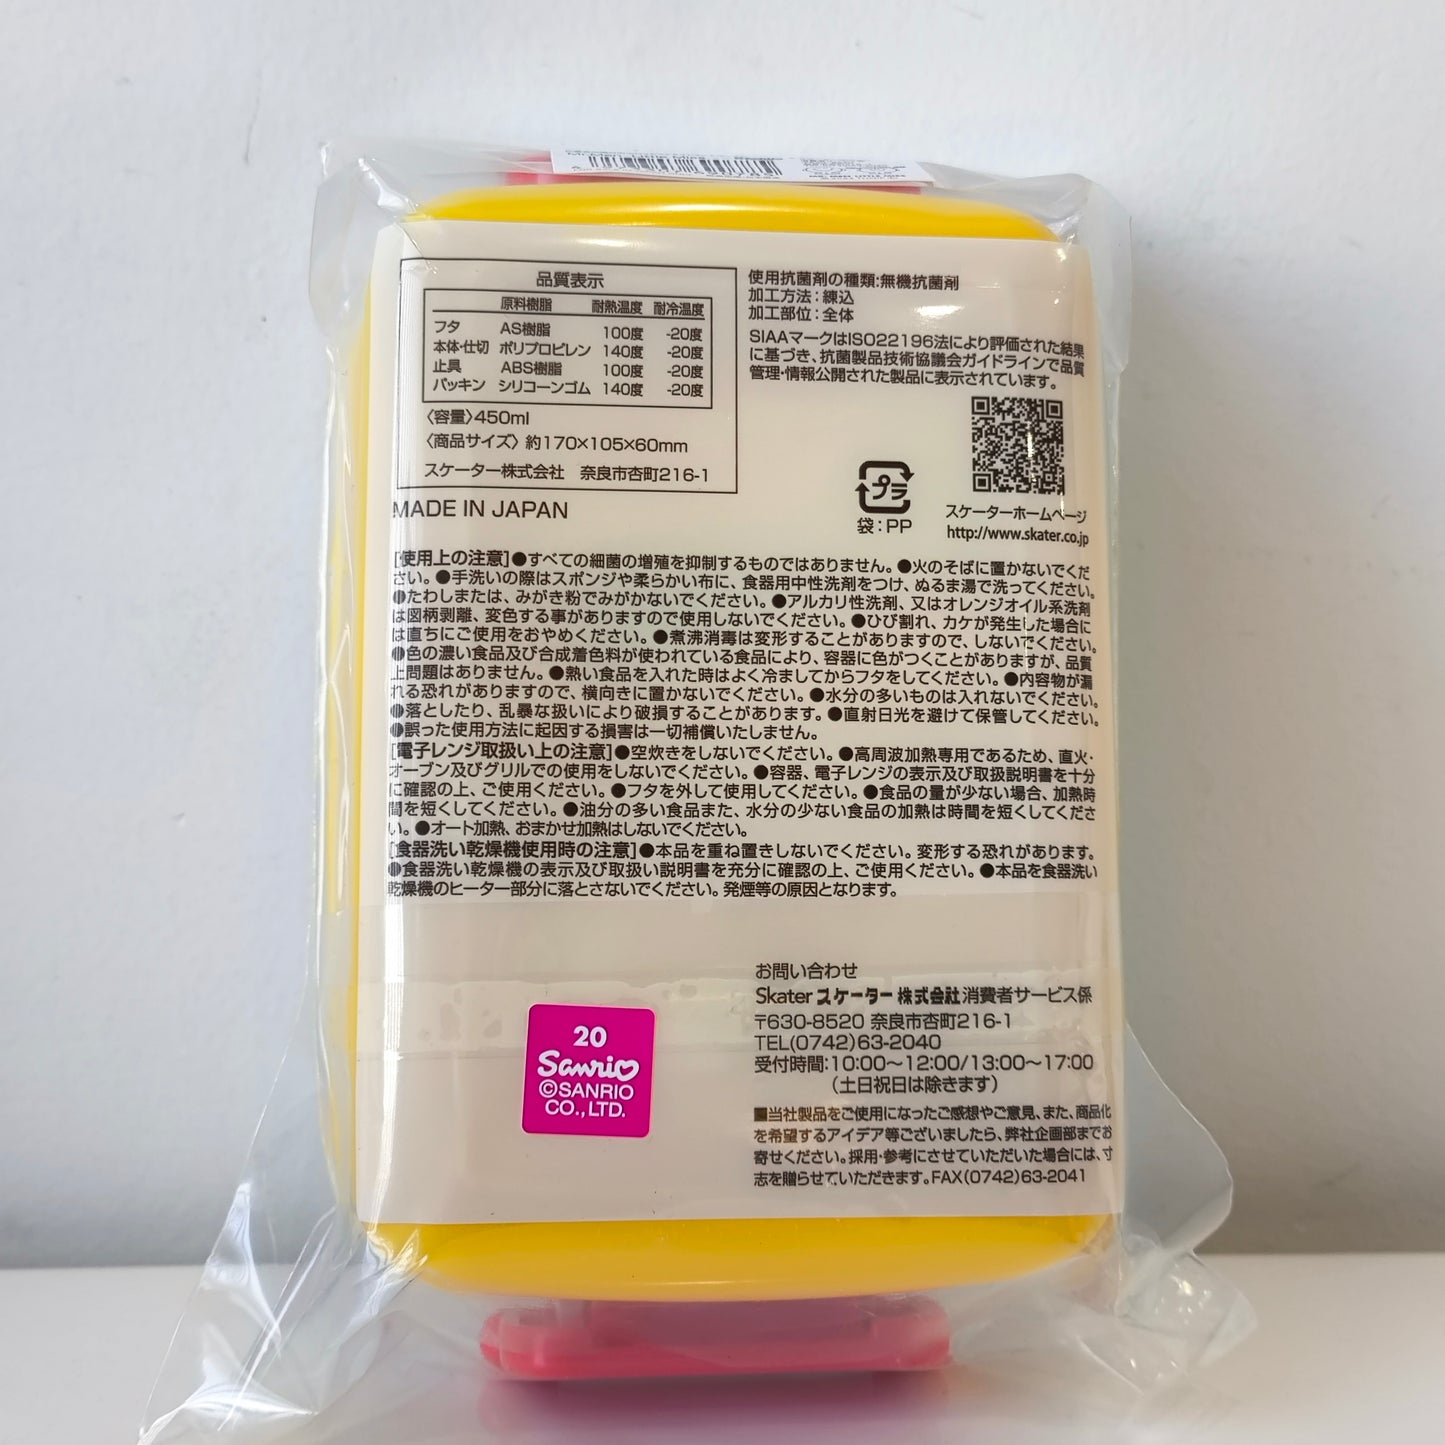 品質表示
原料樹脂 耐熱温度 耐冷温度
フタ AS樹脂 100度 -20度
本体・仕切 ポリプロピレン 140度 -20度
止具 ABS樹脂 100度 -20度
パッキン シリコーンゴム 140度 -20度
〈容量〉450ml
〈商品サイズ〉約170×105×60mm
スケーター株式会社 奈良市杏町216-1
MADE IN JAPAN
使用抗菌剤の種類:無機抗菌剤
加工方法:練込
加工部位:全体
SIAAマークはISO22196法により評価された結果
に基づき、抗菌製品技術協議会ガイドラインで品質
管理・情報公開された製品に表示されています。
プラ
袋:PP
スケーターホームページ
http://www.skater.co.jp
[使用上の注意]●すべての細菌の増殖を抑制するものではありません。●火のそばに置かないでくだ
さい。●手洗いの際はスポンジや柔らかい布に、食器用中性洗剤をつけ、ぬるま湯で洗ってください。
●たわしまたは、みがき粉でみがかないでください。●アルカリ性洗剤、又はオレンジオイル系洗剤
は図柄剥離、変色する事がありますので使用しないでください。●ひび割れ、カケが発生した場合に
は直ちにご使用をおやめください。●煮沸消毒は変形することがありますので、しないでください。
●色の濃い食品及び合成着色料が使われている食品により、容器に色がつくことがありますが、品質
上問題はありません。●熱い食品を入れた時はよく冷ましてからフタをしてください。●内容物が漏
れる恐れがありますので、横向きに置かないでください。●水分の多いものは入れないでください。
●落としたり、乱暴な扱いにより破損することがあります。●直射日光を避けて保管してください。
●誤った使用方法に起因する損害は一切補償いたしません。
[電子レンジ取扱い上の注意]●空炊きをしないでください。●高周波加熱専用であるため、直火・
オーブン及びグリルでの使用をしないでください。●容器、電子レンジの表示及び取扱説明書を十分
に確認の上、ご使用ください。●フタを外して使用してください。●食品の量が少ない場合、加熱時
間を短くしてください。●油分の多い食品また、水分の少ない食品の加熱は時間を短くしてくださ
い。●オート加熱、おまかせ加熱はしないでください。
[食器洗い乾燥機使用時の注意]●本品を重ね置きしないでください。変形する恐れがあります。
●食器洗い乾燥機の表示及び取扱い説明書を充分に確認の上、ご使用ください。●本品を食器洗い
乾燥機のヒーター部分に落とさないでください。発煙等の原因となります。
20
Sanrio
©SANRIO
CO.,LTD.
お問い合わせ
Skater スケーター株式会社消費者サービス係
〒630-8520 奈良市杏町216-1
TEL(0742)63-2040
受付時間:10:00〜12:00/13:00〜17:00
(土日祝日は除きます)
■当社製品をご使用になったご感想やご意見、また、商品化
を希望するアイデア等ございましたら、弊社企画部までお
寄せください。採用・参考にさせていただいた場合には、寸
志を贈らせていただきます。FAX(0742)63-2041